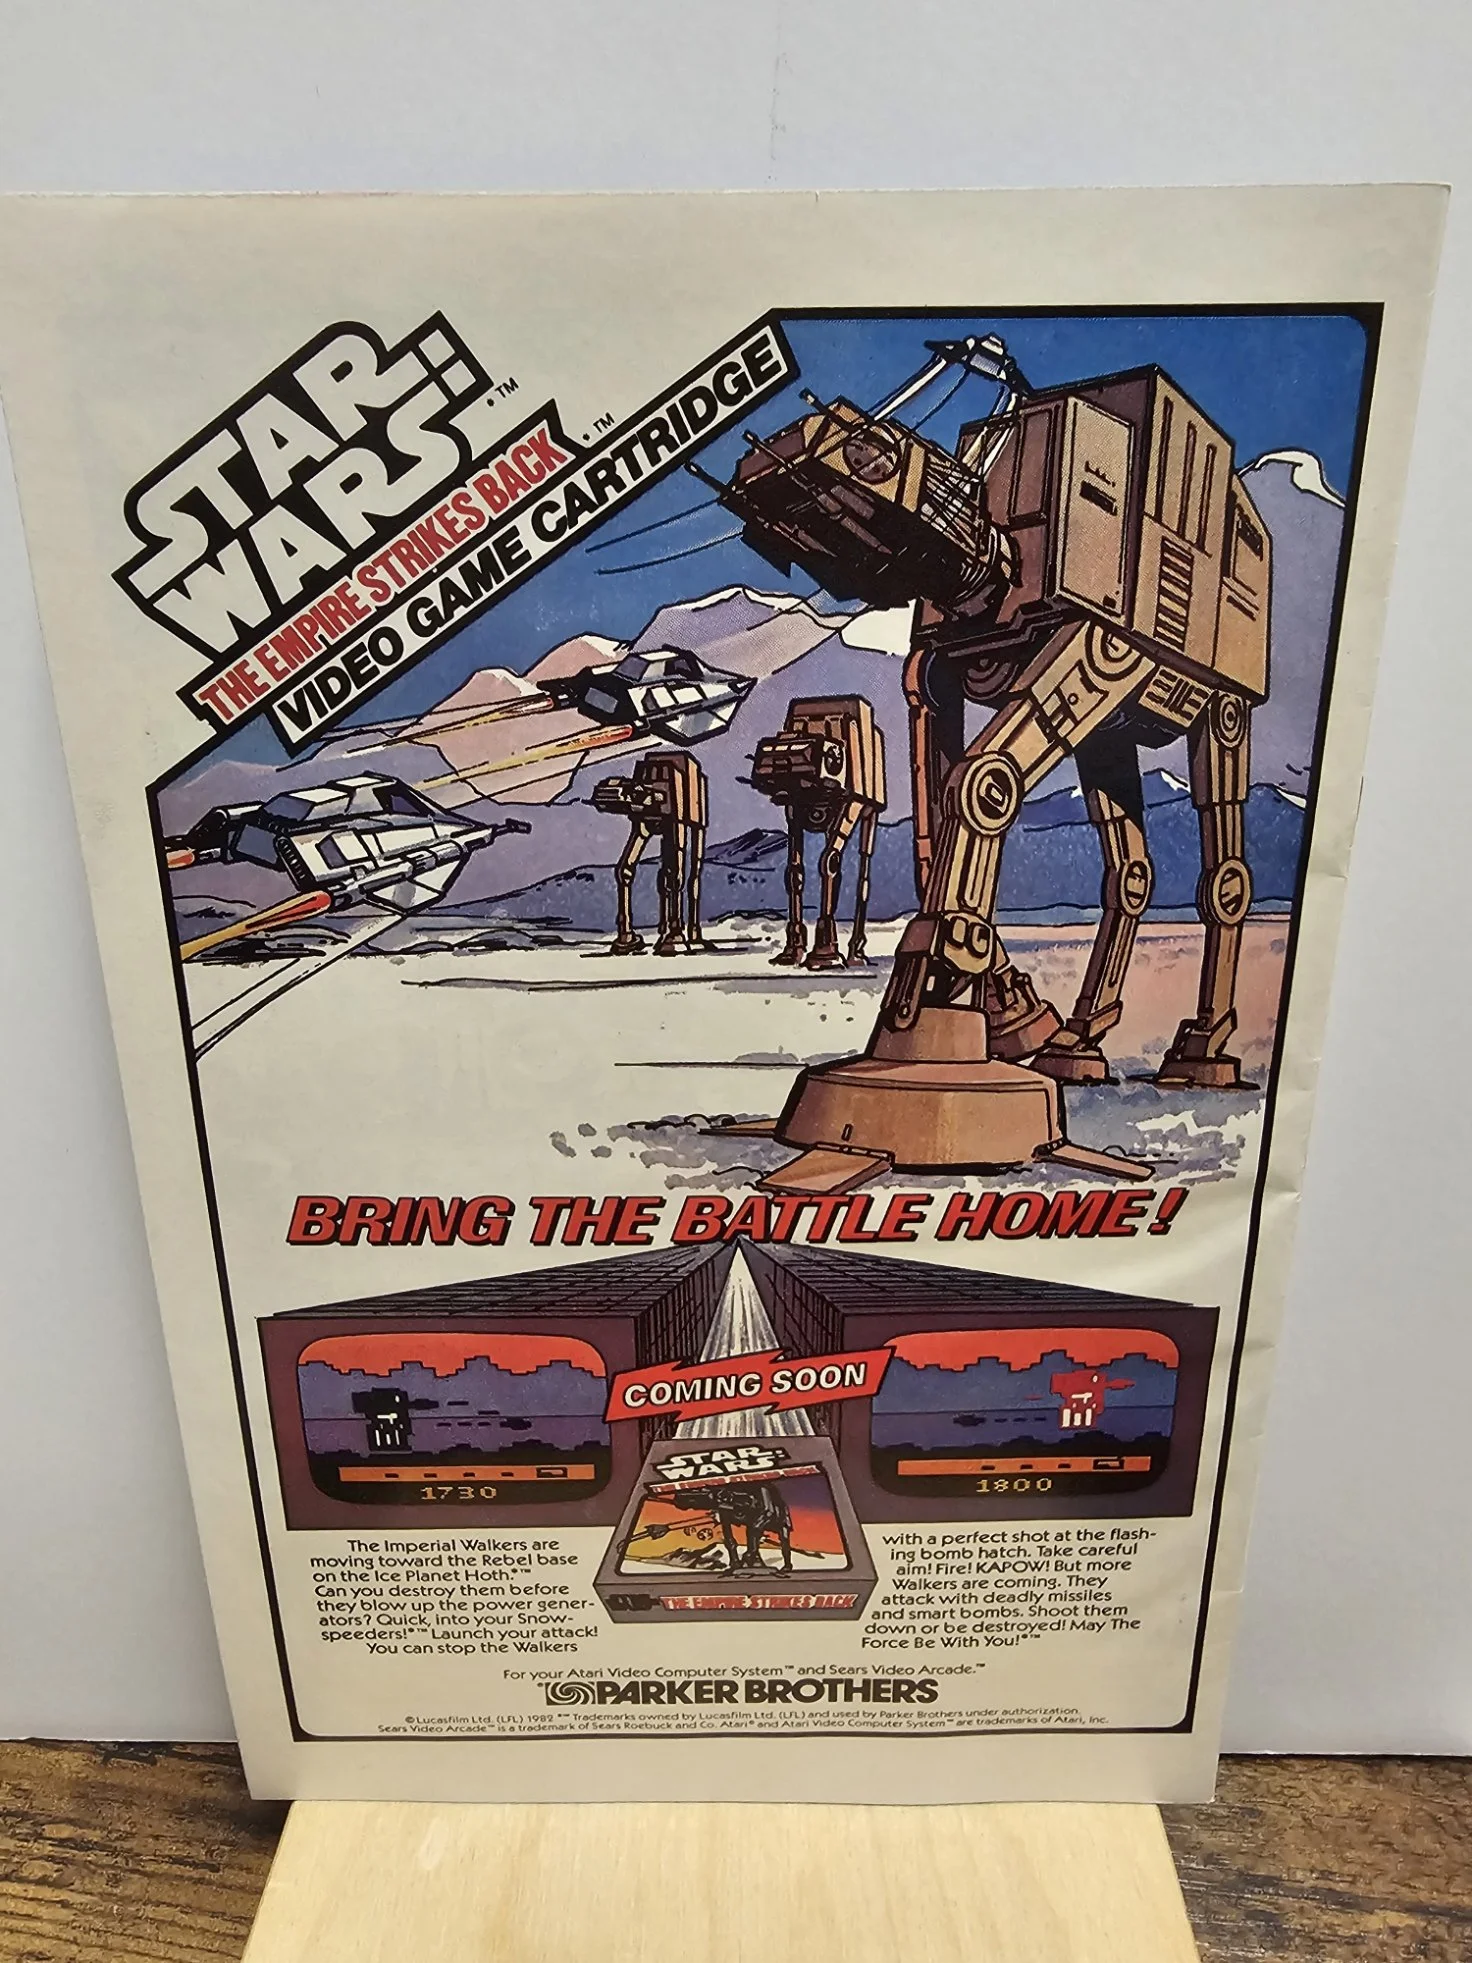 STAR
WARS™
THE EMPIRE STRIKES BACK™
VIDEO GAME CARTRIDGE
BRING THE BATTLE HOME!
COMING SOON
1730
1800
STAR
WARS
THE EMPIRE STRIKES BACK
The Imperial Walkers are
moving toward the Rebel base
on the Ice Planet Hoth.™
Can you destroy them before
they blow up the power gener-
ators? Quick, into your Snow-
speeders!™ Launch your attack!
You can stop the Walkers
with a perfect shot at the flash-
ing bomb hatch. Take careful
aim! Fire! KAPOW! But more
Walkers are coming. They
attack with deadly missiles
and smart bombs. Shoot them
down or be destroyed! May The
Force Be With You!™
For your Atari Video Computer System™ and Sears Video Arcade.™
PARKER BROTHERS
© Lucasfilm Ltd. (LFL) 1982 *™ Trademarks owned by Lucasfilm Ltd. (LFL) and used by Parker Brothers under authorization.
Sears Video Arcade™ is a trademark of Sears Roebuck and Co. Atari® and Atari Video Computer System™ are trademarks of Atari, Inc.